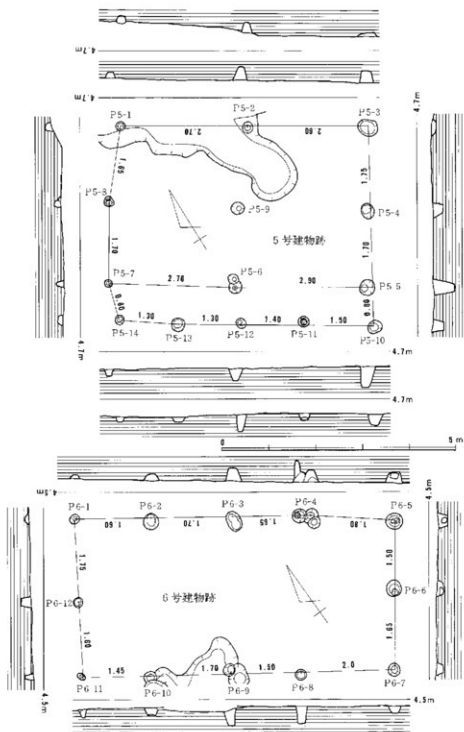 4.7m
4.7m
4.7m
P5-1
P5-2
P5-3
2.70
2.80
1.65
1.75
P5-8
P5-9
P5-4
5号建物跡
1.70
1.70
P5-7
P5-6
P5-5
2.70
2.90
0.80
0.80
1.30
1.30
1.40
1.50
P5-14
P5-13
P5-12
P5-11
P5-10
4.7m
4.7m
4.7m
0
5 m
4.5m
4.5m
P6-1
P6-2
P6-3
P6-4
P6-5
1.60
1.70
1.65
1.80
1.75
1.50
P6-12
P6-6
6号建物跡
1.80
1.65
1.45
1.70
1.50
2.0
P6-11
P6-10
P6-9
P6-8
P6-7
4.5m
4.5m